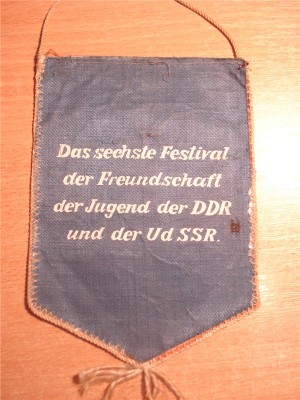 Das sechste Festival
der Freundschaft
der Jugend der DDR
und der Ud SSR.